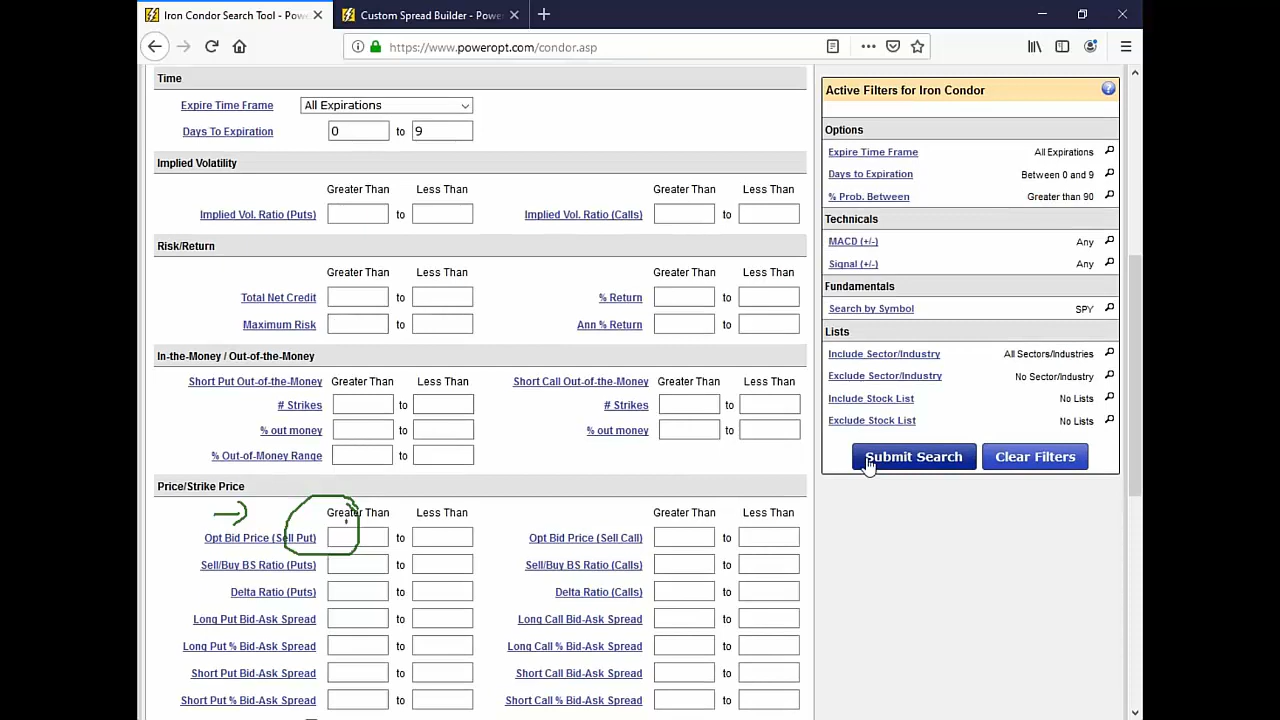 Iron Condor Search Tool - Powe
Custom Spread Builder - Power
https://www.poweropt.com/condor.asp
Time
Expire Time Frame All Expirations
Days To Expiration 0 to 9
Implied Volatility
Greater Than Less Than Greater Than Less Than
Implied Vol. Ratio (Puts) to Implied Vol. Ratio (Calls) to
Risk/Return
Greater Than Less Than Greater Than Less Than
Total Net Credit to % Return to
Maximum Risk to Ann % Return to
In-the-Money / Out-of-the-Money
Short Put Out-of-the-Money Greater Than Less Than Short Call Out-of-the-Money Greater Than Less Than
# Strikes to # Strikes to
% out money to % out money to
% Out-of-Money Range to
Price/Strike Price
Greater Than Less Than Greater Than Less Than
Opt Bid Price (Sell Put) to Opt Bid Price (Sell Call) to
Sell/Buy BS Ratio (Puts) to Sell/Buy BS Ratio (Calls) to
Delta Ratio (Puts) to Delta Ratio (Calls) to
Long Put Bid-Ask Spread to Long Call Bid-Ask Spread to
Long Put % Bid-Ask Spread to Long Call % Bid-Ask Spread to
Short Put Bid-Ask Spread to Short Call Bid-Ask Spread to
Short Put % Bid-Ask Spread to Short Call % Bid-Ask Spread to
Active Filters for Iron Condor ?
Options
Expire Time Frame All Expirations
Days to Expiration Between 0 and 9
% Prob. Between Greater than 90
Technicals
MACD (+/-) Any
Signal (+/-) Any
Fundamentals
Search by Symbol SPY
Lists
Include Sector/Industry All Sectors/Industries
Exclude Sector/Industry No Sector/Industry
Include Stock List No Lists
Exclude Stock List No Lists
Submit Search Clear Filters